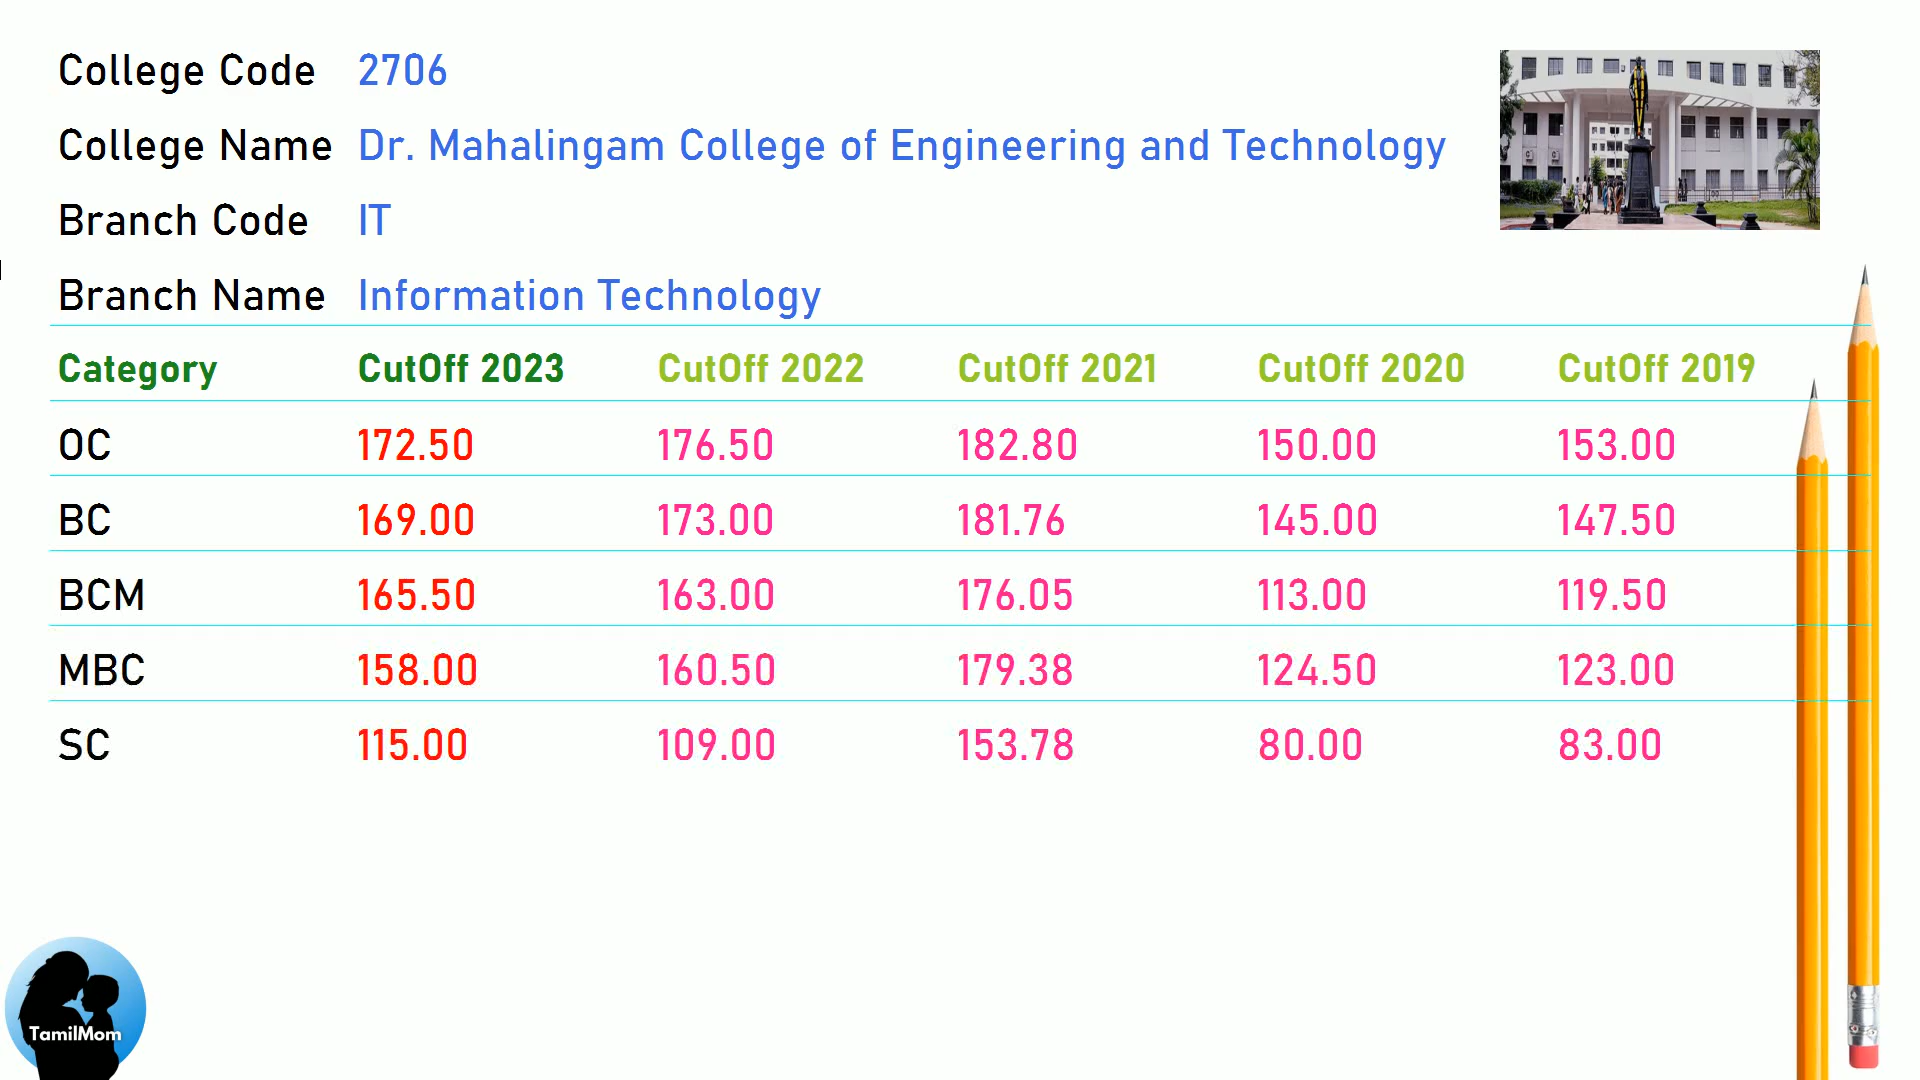 College Code 2706
College Name Dr. Mahalingam College of Engineering and Technology
Branch Code IT
Branch Name Information Technology
Category CutOff 2023 CutOff 2022 CutOff 2021 CutOff 2020 CutOff 2019
OC 172.50 176.50 182.80 150.00 153.00
BC 169.00 173.00 181.76 145.00 147.50
BCM 165.50 163.00 176.05 113.00 119.50
MBC 158.00 160.50 179.38 124.50 123.00
SC 115.00 109.00 153.78 80.00 83.00
TamilMom